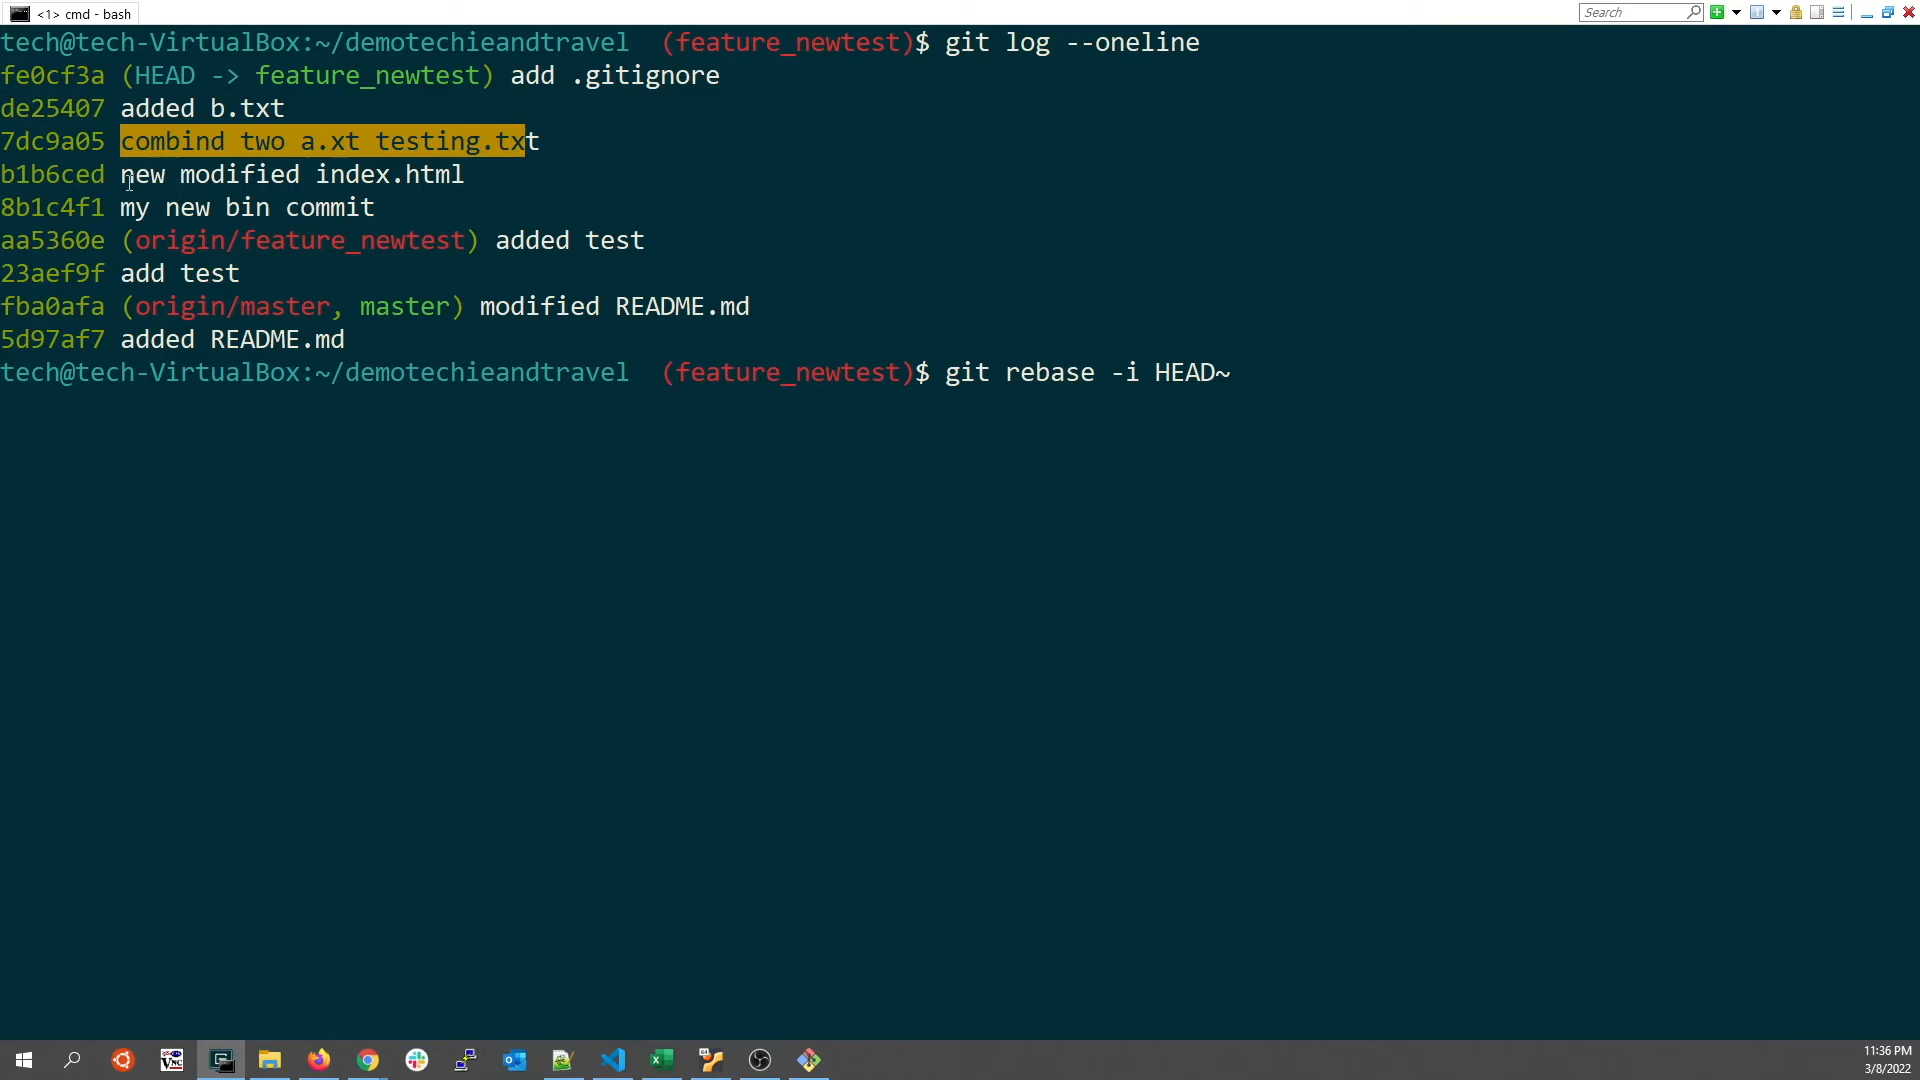 <1> cmd - bash
Search
tech@tech-VirtualBox:~/demotechieandtravel (feature_newtest)$ git log --oneline
fe0cf3a (HEAD -> feature_newtest) add .gitignore
de25407 added b.txt
7dc9a05 combind two a.xt testing.txt
b1b6ced new modified index.html
8b1c4f1 my new bin commit
aa5360e (origin/feature_newtest) added test
23aef9f add test
fba0afa (origin/master, master) modified README.md
5d97af7 added README.md
tech@tech-VirtualBox:~/demotechieandtravel (feature_newtest)$ git rebase -i HEAD~
11:36 PM
3/8/2022